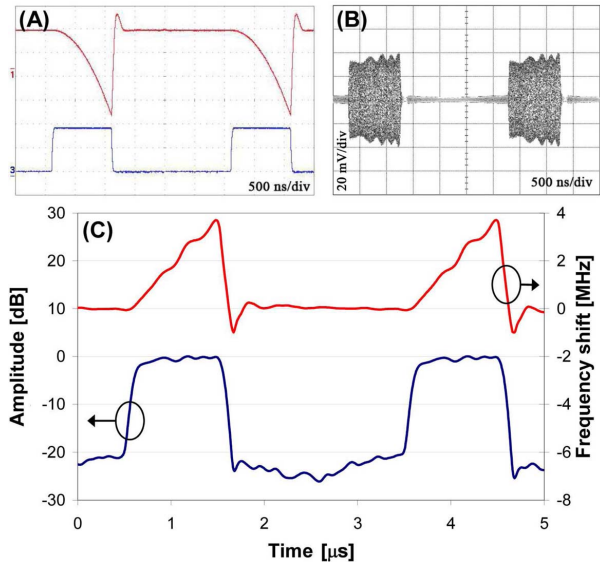 (A)
1
3
500 ns/div
(B)
20 mV/div
500 ns/div
(C)
Amplitude [dB]
30
20
10
0
-10
-20
-30
Frequency shift [MHz]
4
2
0
-2
-4
-6
-8
0 1 2 3 4 5
Time [µs]